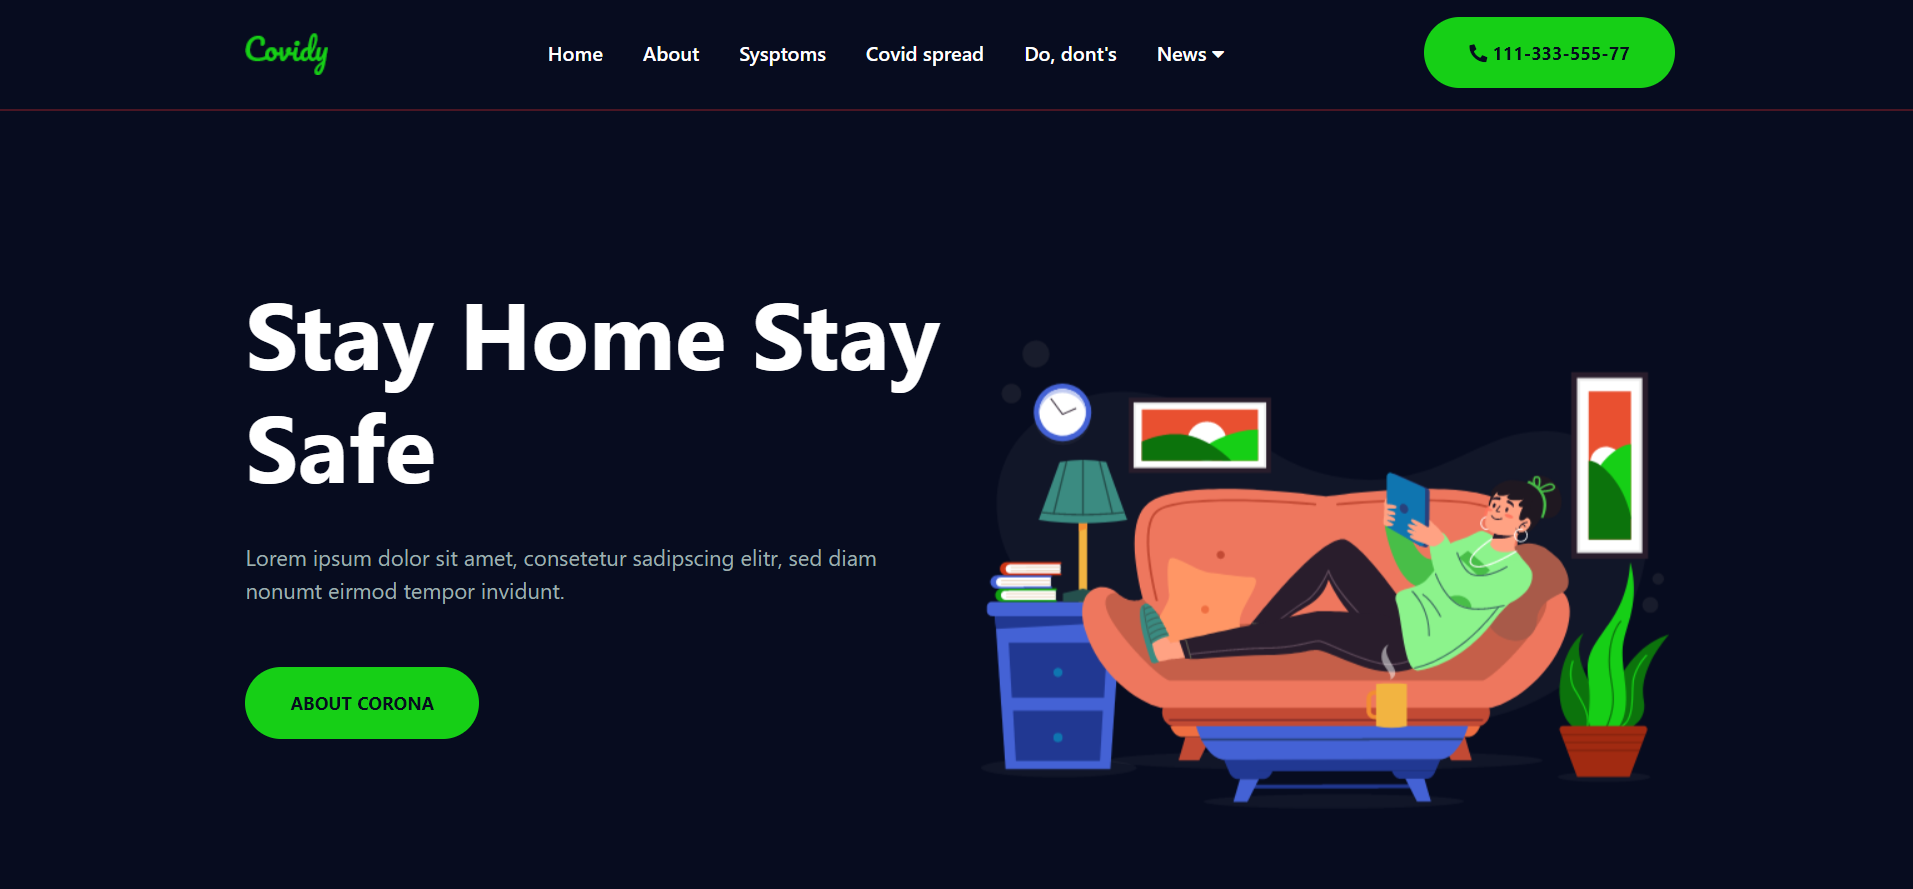 Covidy
Home About Sysptoms Covid spread Do, dont's News
111-333-555-77
Stay Home Stay
Safe
Lorem ipsum dolor sit amet, consetetur sadipscing elitr, sed diam
nonumt eirmod tempor invidunt.
ABOUT CORONA